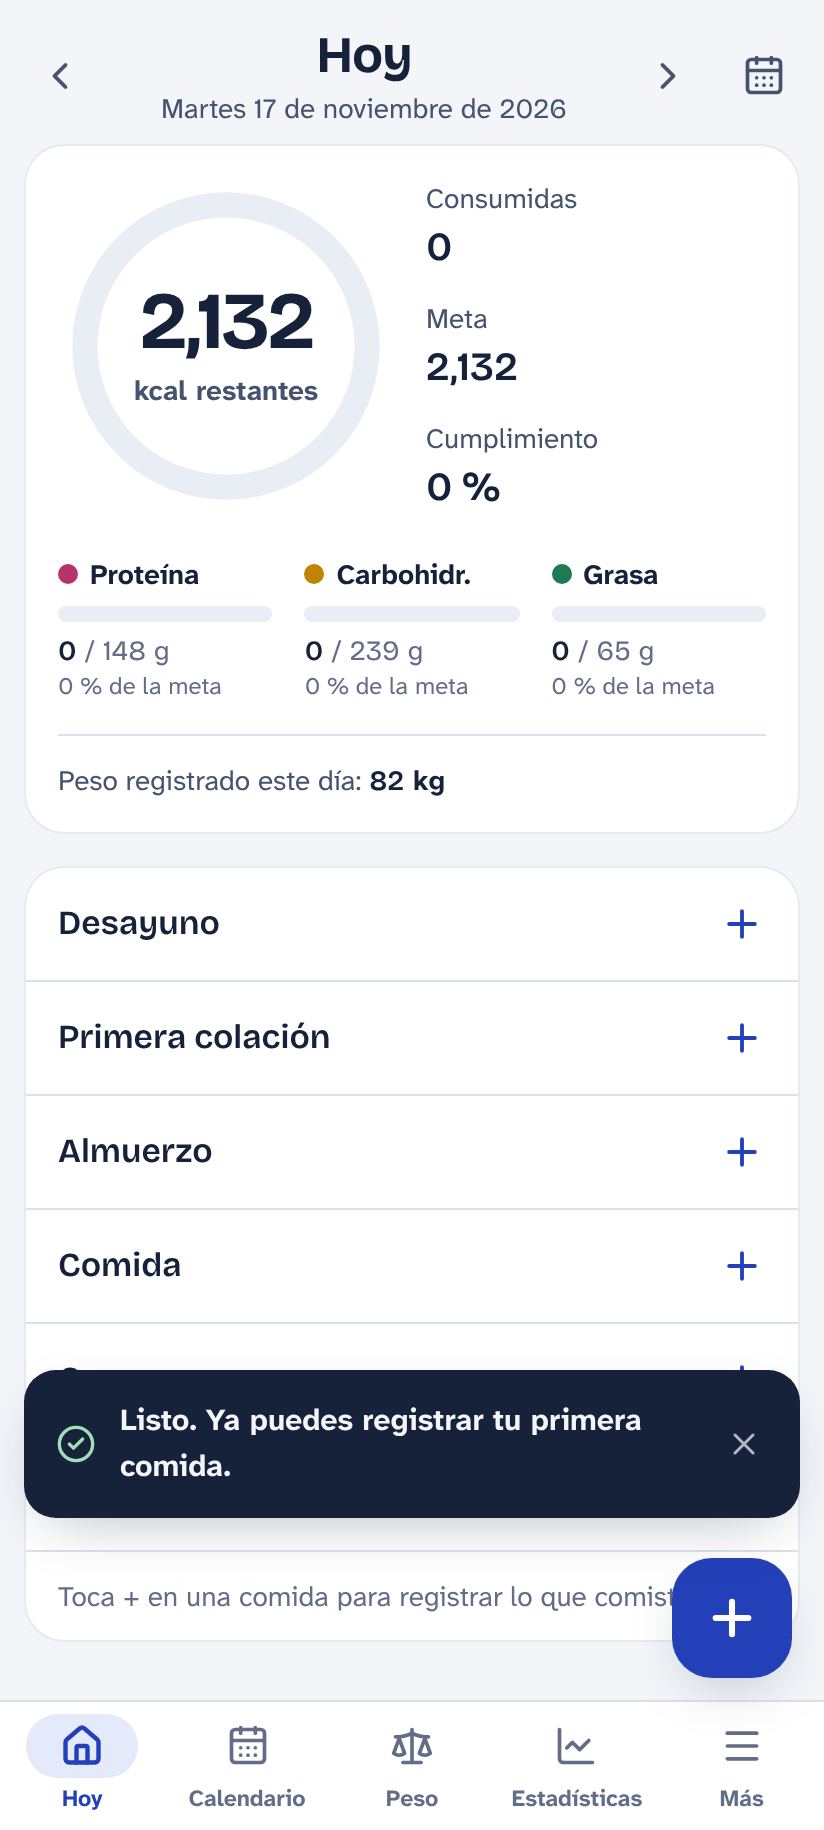 Hoy
Martes 17 de noviembre de 2026
2,132
kcal restantes
Consumidas
0
Meta
2,132
Cumplimiento
0 %
Proteína
0 / 148 g
0 % de la meta
Carbohidr.
0 / 239 g
0 % de la meta
Grasa
0 / 65 g
0 % de la meta
Peso registrado este día: 82 kg
Desayuno
Primera colación
Almuerzo
Comida
Listo. Ya puedes registrar tu primera
comida.
Toca + en una comida para registrar lo que
Hoy
Calendario
Peso
Estadísticas
Más